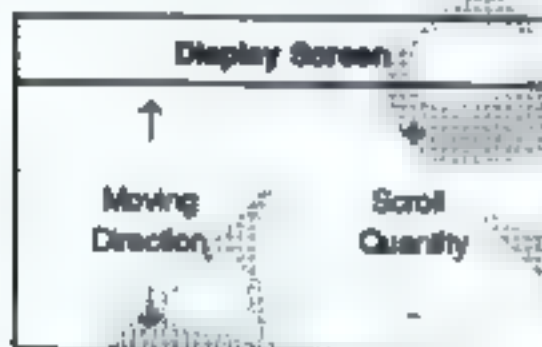 Display Screen
Moving
Direction
Scroll
Quantity